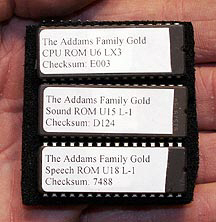 The Addams Family Gold
CPU ROM U6 LX3
Checksum: E003
The Addams Family Gold
Sound ROM U15 L-1
Checksum: D124
The Addams Family Gold
Speech ROM U18 L-1
Checksum: 7488